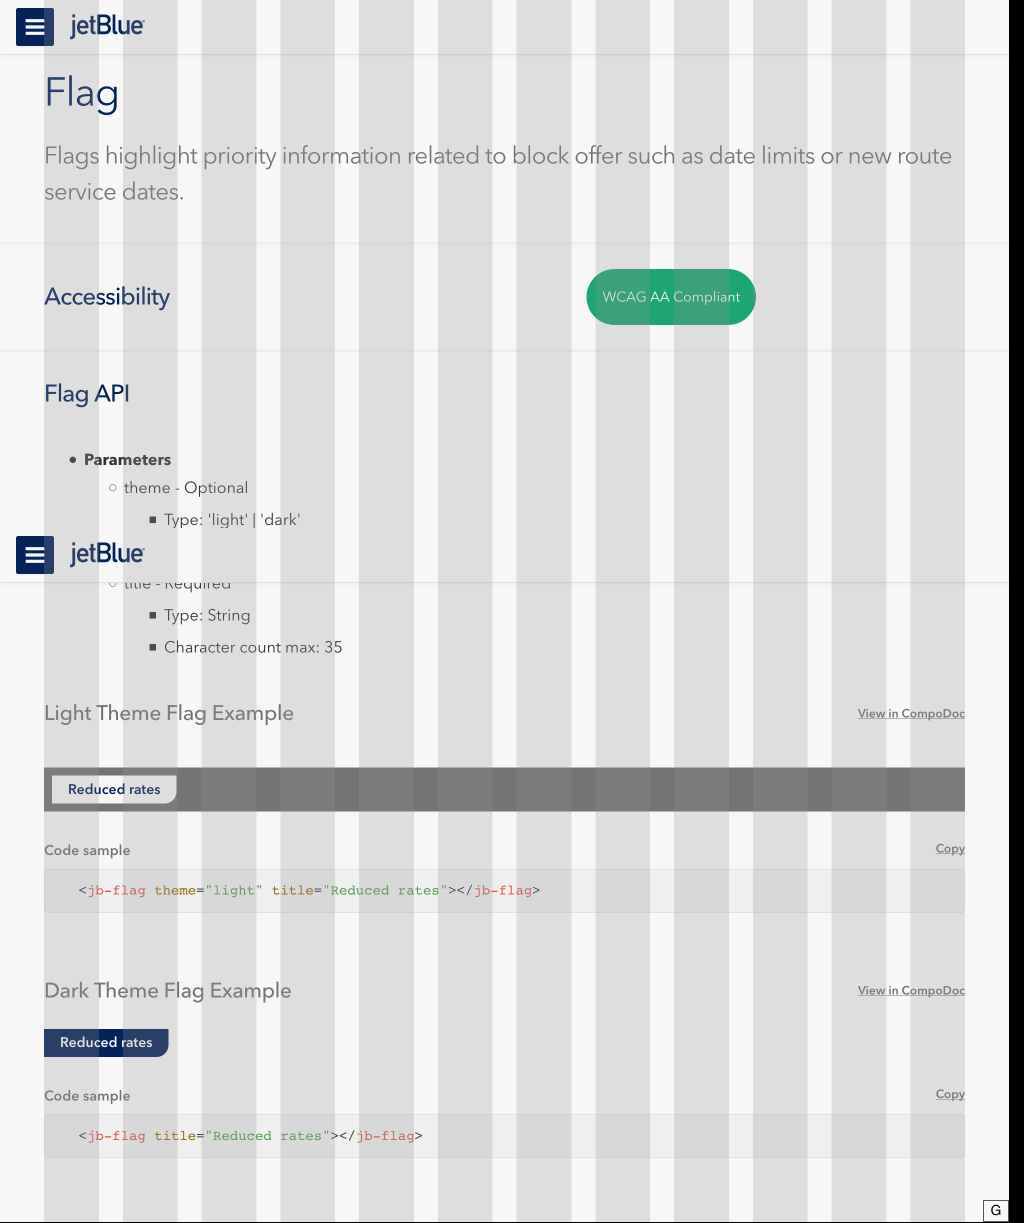 jetBlue
Flag
Flags highlight priority information related to block offer such as date limits or new route
service dates.
Accessibility
WCAG AA Compliant
Flag API
Parameters
theme - Optional
Type: 'light' | 'dark'
jetBlue
title - Required
Type: String
Character count max: 35
Light Theme Flag Example
View in CompoDoc
Reduced rates
Code sample
Copy
<jb-flag theme="light" title="Reduced rates"></jb-flag>
Dark Theme Flag Example
View in CompoDoc
Reduced rates
Code sample
Copy
<jb-flag title="Reduced rates"></jb-flag>
G